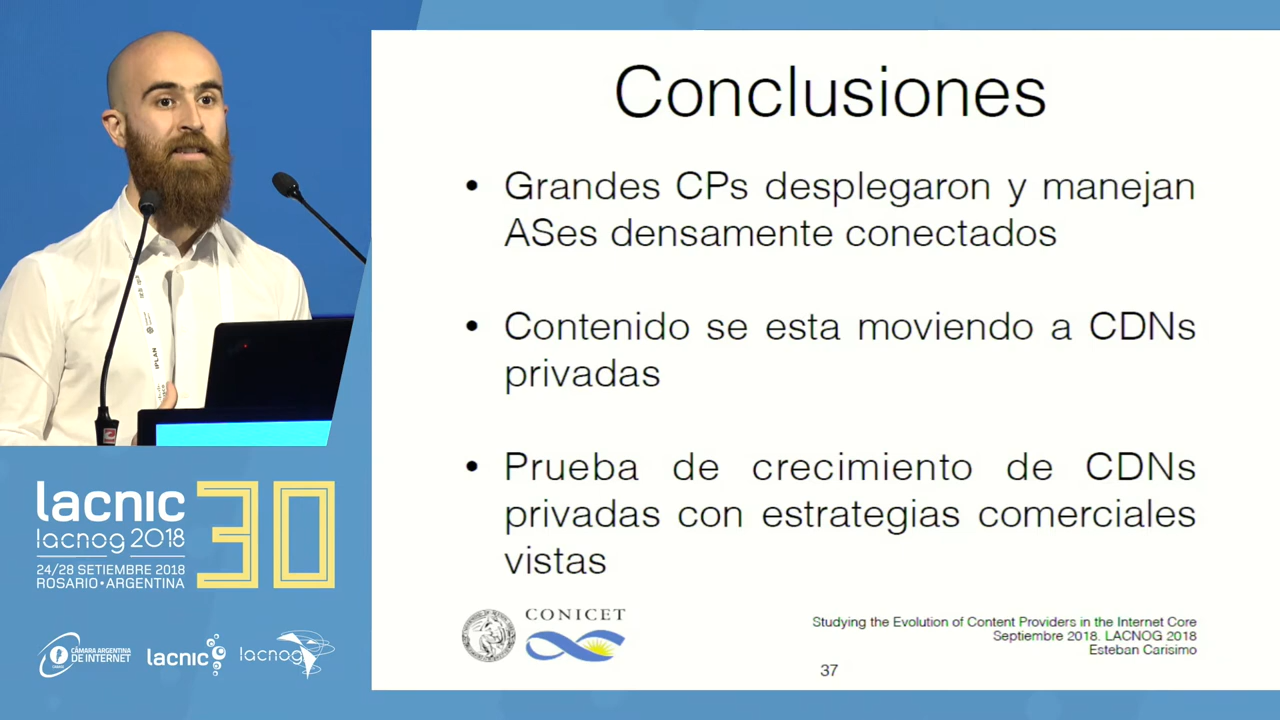 Conclusiones
• Grandes CPs desplegaron y manejan
ASes densamente conectados
• Contenido se esta moviendo a CDNs
privadas
• Prueba de crecimiento de CDNs
privadas con estrategias comerciales
vistas
CONICET
Studying the Evolution of Content Providers in the Internet Core
Septiembre 2018. LACNOG 2018
Esteban Carisimo
37
IPLAN
lacnic 30
lacnog 2018
24/28 SETIEMBRE 2018
ROSARIO•ARGENTINA
CÁMARA ARGENTINA
DE INTERNET
lacnic
lacnog